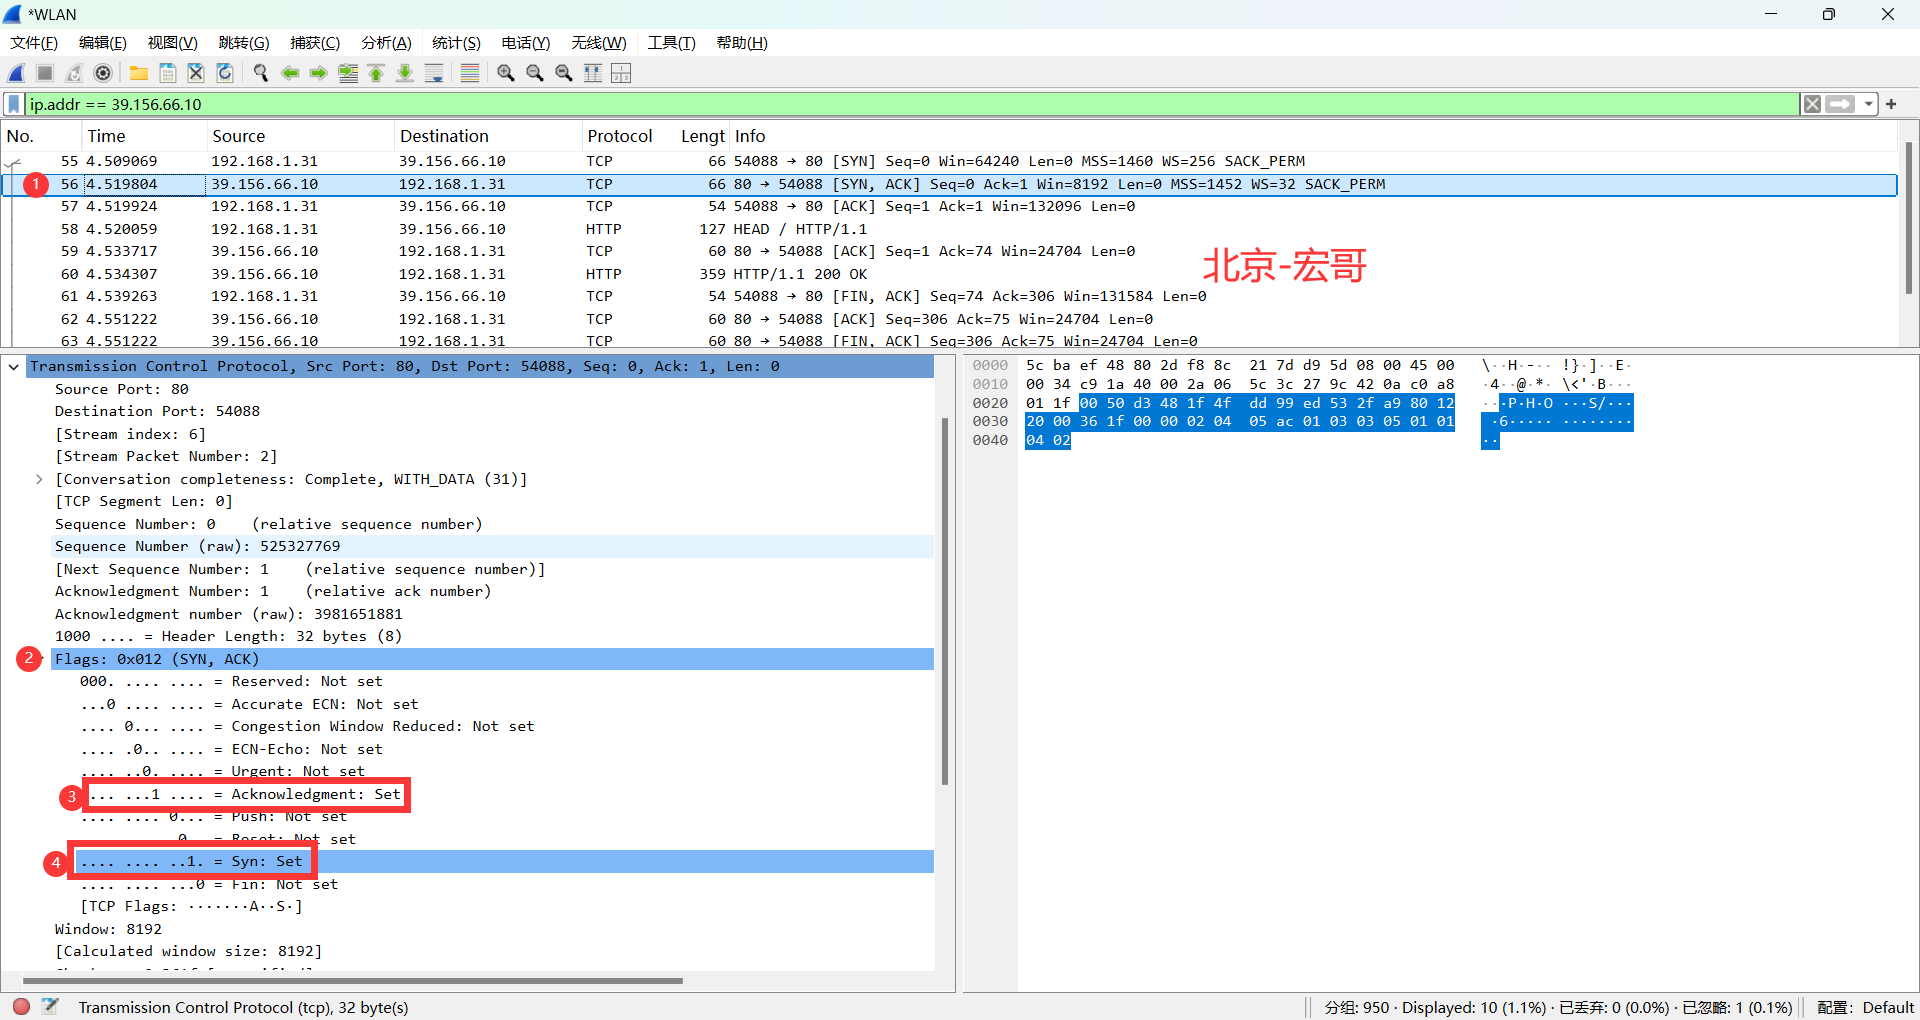 *WLAN
文件(F) 编辑(E) 视图(V) 跳转(G) 捕获(C) 分析(A) 统计(S) 电话(Y) 无线(W) 工具(T) 帮助(H)
ip.addr == 39.156.66.10
No. Time Source Destination Protocol Lengt Info
55 4.509069 192.168.1.31 39.156.66.10 TCP 66 54088 → 80 [SYN] Seq=0 Win=64240 Len=0 MSS=1460 WS=256 SACK_PERM
1 56 4.519804 39.156.66.10 192.168.1.31 TCP 66 80 → 54088 [SYN, ACK] Seq=0 Ack=1 Win=8192 Len=0 MSS=1452 WS=32 SACK_PERM
57 4.519924 192.168.1.31 39.156.66.10 TCP 54 54088 → 80 [ACK] Seq=1 Ack=1 Win=132096 Len=0
58 4.520059 192.168.1.31 39.156.66.10 HTTP 127 HEAD / HTTP/1.1
59 4.533717 39.156.66.10 192.168.1.31 TCP 60 80 → 54088 [ACK] Seq=1 Ack=74 Win=24704 Len=0
北京-宏哥
60 4.534307 39.156.66.10 192.168.1.31 HTTP 359 HTTP/1.1 200 OK
61 4.539263 192.168.1.31 39.156.66.10 TCP 54 54088 → 80 [FIN, ACK] Seq=74 Ack=306 Win=131584 Len=0
62 4.551222 39.156.66.10 192.168.1.31 TCP 60 80 → 54088 [ACK] Seq=306 Ack=75 Win=24704 Len=0
63 4.551222 39.156.66.10 192.168.1.31 TCP 60 80 → 54088 [FIN, ACK] Seq=306 Ack=75 Win=24704 Len=0
Transmission Control Protocol, Src Port: 80, Dst Port: 54088, Seq: 0, Ack: 1, Len: 0
Source Port: 80
Destination Port: 54088
[Stream index: 6]
[Stream Packet Number: 2]
[Conversation completeness: Complete, WITH_DATA (31)]
[TCP Segment Len: 0]
Sequence Number: 0 (relative sequence number)
Sequence Number (raw): 525327769
[Next Sequence Number: 1 (relative sequence number)]
Acknowledgment Number: 1 (relative ack number)
Acknowledgment number (raw): 3981651881
1000 .... = Header Length: 32 bytes (8)
2 Flags: 0x012 (SYN, ACK)
000. .... .... = Reserved: Not set
...0 .... .... = Accurate ECN: Not set
.... 0... .... = Congestion Window Reduced: Not set
.... .0.. .... = ECN-Echo: Not set
.... ..0. .... = Urgent: Not set
3 ... ...1 .... = Acknowledgment: Set
.... .... 0... = Push: Not set
0.. = Reset: Not set
4 .... .... ..1. = Syn: Set
.... .... ...0 = Fin: Not set
[TCP Flags: ·······A··S·]
Window: 8192
[Calculated window size: 8192]
0000 5c ba ef 48 80 2d f8 8c 21 7d d9 5d 08 00 45 00 \··H·-·· !}·]··E·
0010 00 34 c9 1a 40 00 2a 06 5c 3c 27 9c 42 0a c0 a8 ·4··@·*· \<'·B···
0020 01 1f 00 50 d3 48 1f 4f dd 99 ed 53 2f a9 80 12 ···P·H·O ···S/···
0030 20 00 36 1f 00 00 02 04 05 ac 01 03 03 05 01 01 ·6····· ········
0040 04 02 ··
Transmission Control Protocol (tcp), 32 byte(s)
分组: 950 · Displayed: 10 (1.1%) · 已丢弃: 0 (0.0%) · 已忽略: 1 (0.1%) 配置: Default